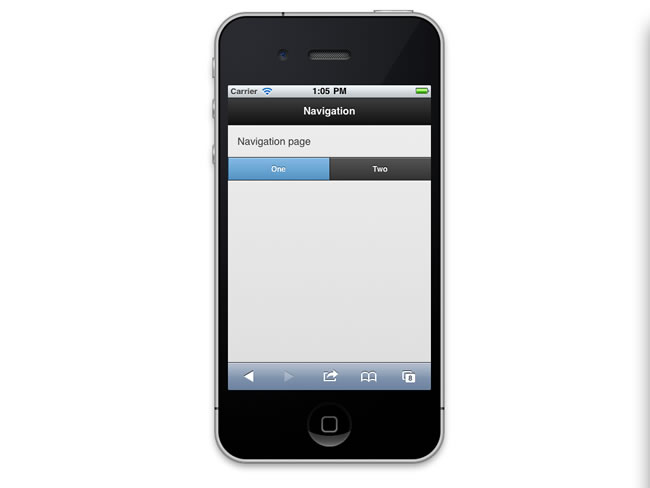 Carrier 1:05 PM
Navigation
Navigation page
One Two
8